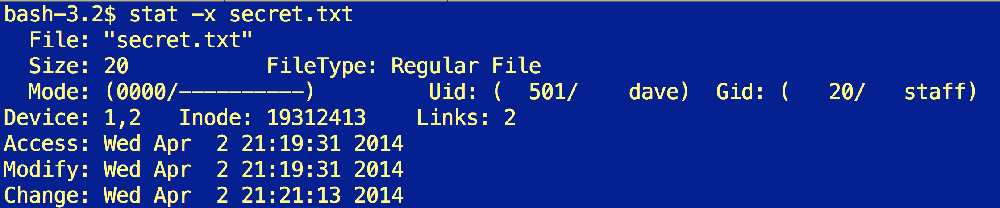 bash-3.2$ stat -x secret.txt
  File: "secret.txt"
  Size: 20           FileType: Regular File
  Mode: (0000/----------)         Uid: (  501/    dave)  Gid: (   20/   staff)
Device: 1,2   Inode: 19312413    Links: 2
Access: Wed Apr  2 21:19:31 2014
Modify: Wed Apr  2 21:19:31 2014
Change: Wed Apr  2 21:21:13 2014